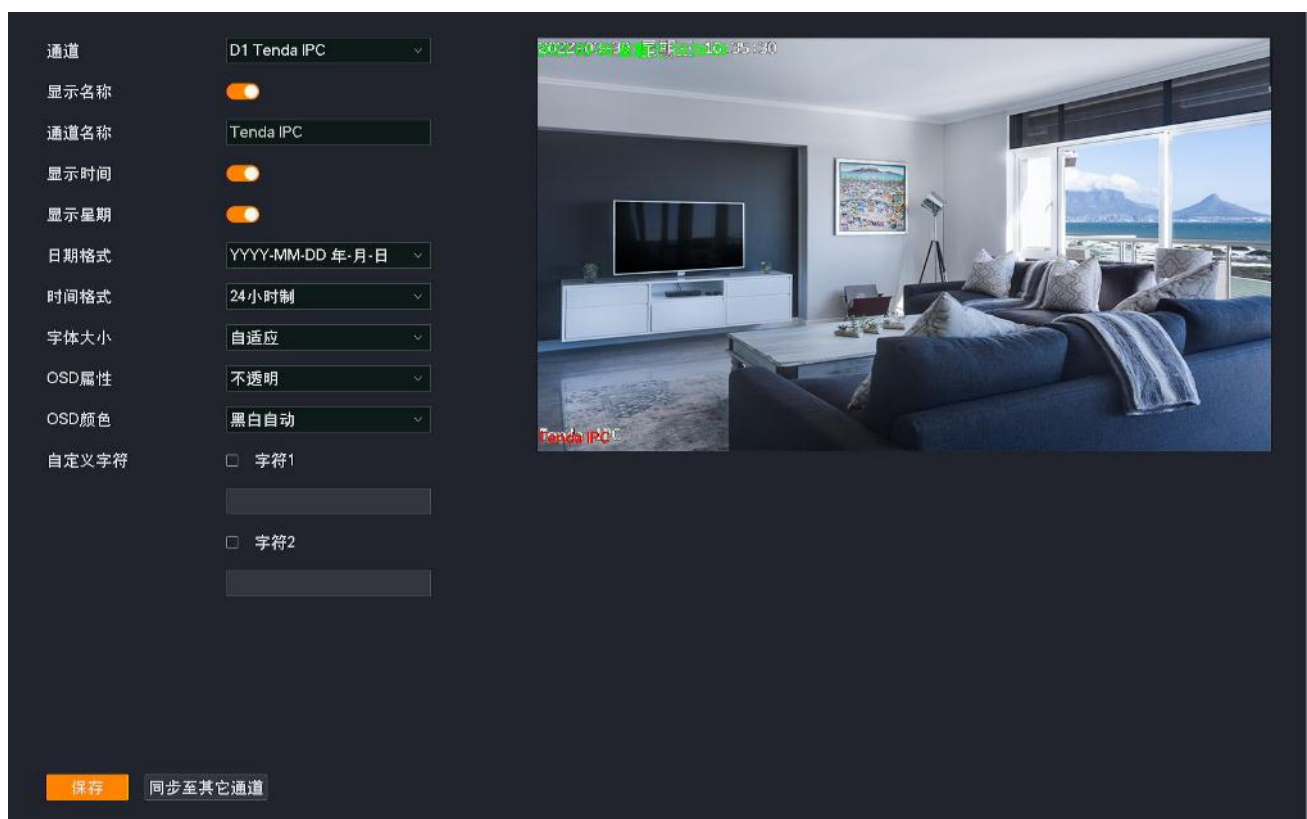 通道 D1 Tenda IPC
显示名称
通道名称 Tenda IPC
显示时间
显示星期
日期格式 YYYY-MM-DD 年-月-日
时间格式 24小时制
字体大小 自适应
OSD属性 不透明
OSD颜色 黑白自动
自定义字符 字符1
字符2
保存 同步至其它通道
Tenda IPC